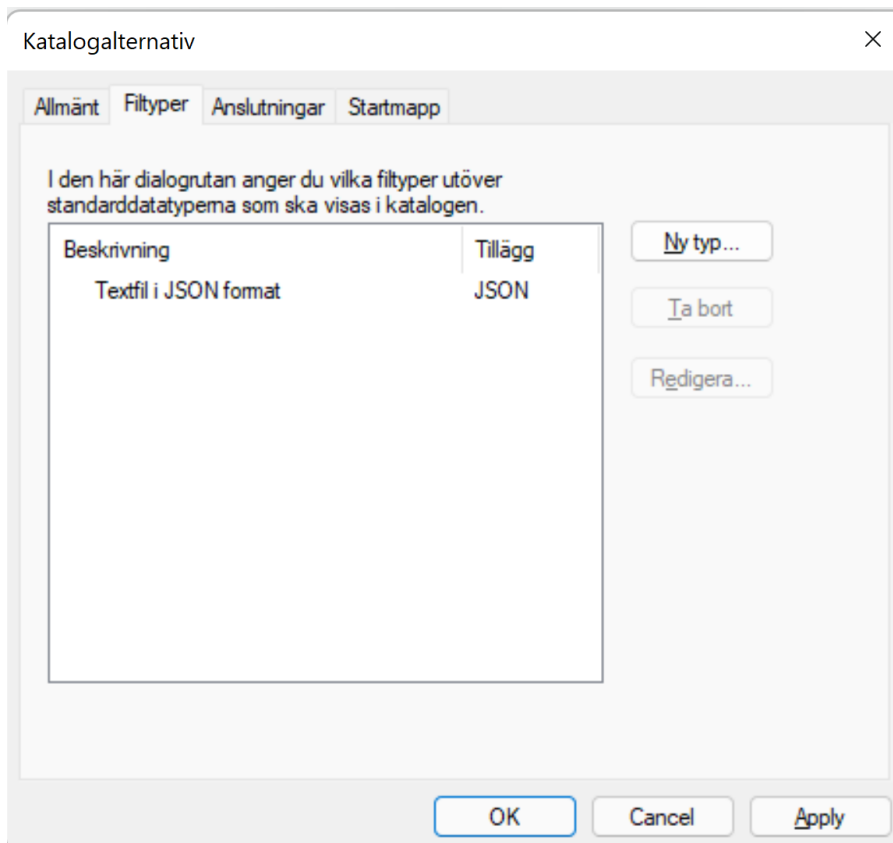 Katalogalternativ
Allmänt Filtyper Anslutningar Startmapp
I den här dialogrutan anger du vilka filtyper utöver
standarddatatyperna som ska visas i katalogen.
Beskrivning Tillägg
Textfil i JSON format JSON
Ny typ...
Ta bort
Redigera...
OK Cancel Apply